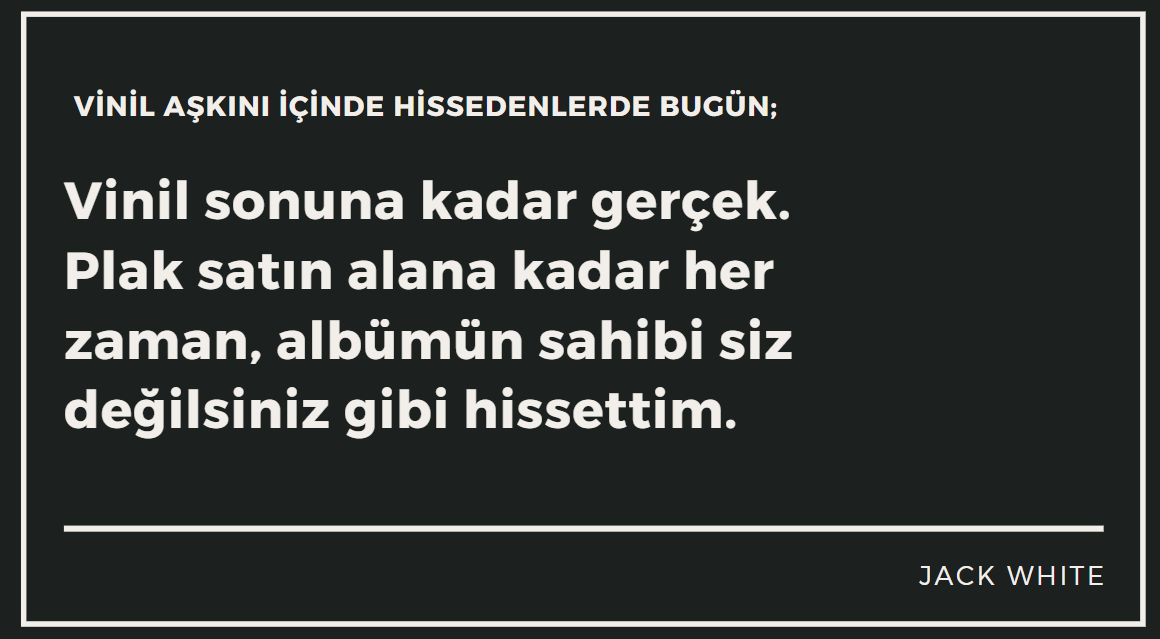 VİNİL AŞKINI İÇİNDE HİSSEDENLERDE BUGÜN;
Vinil sonuna kadar gerçek.
Plak satın alana kadar her
zaman, albümün sahibi siz
değilsiniz gibi hissettim.
JACK WHITE